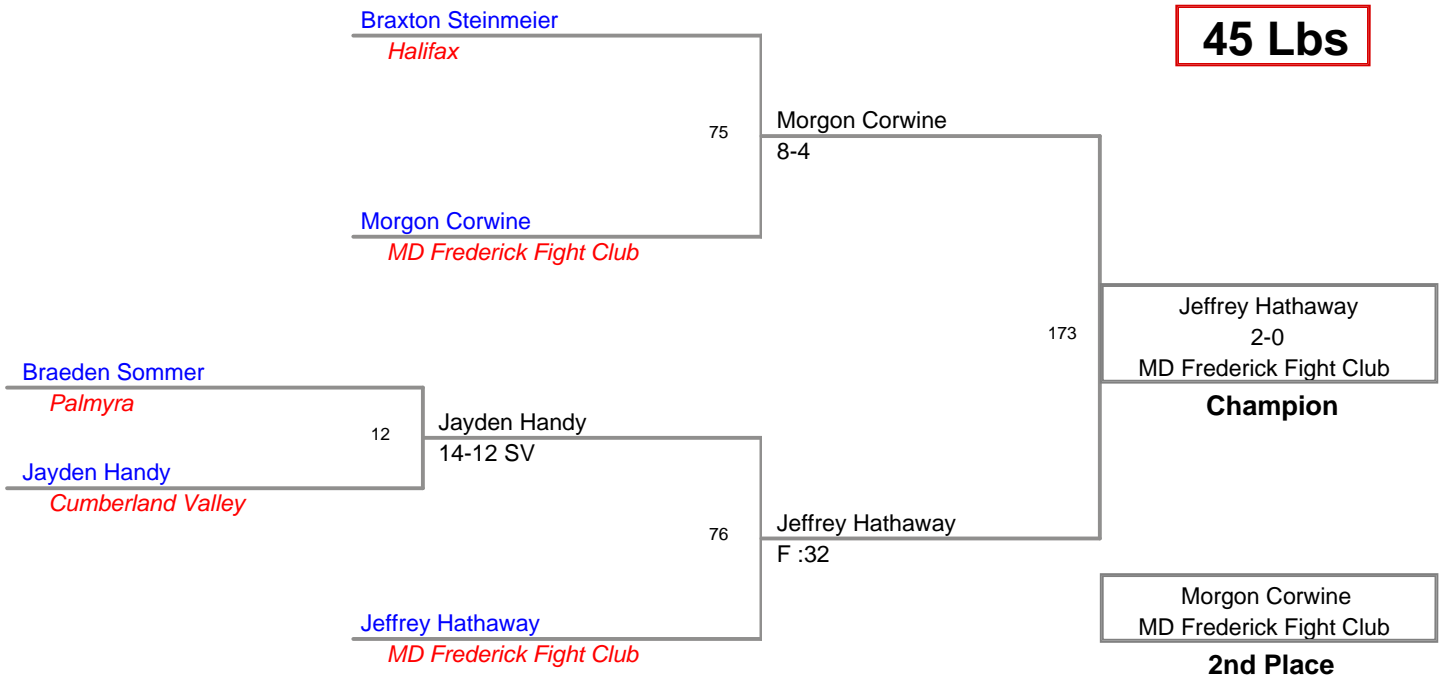 Braxton Steinmeier
Halifax
45 Lbs
75
Morgon Corwine
8-4
Morgon Corwine
MD Frederick Fight Club
173
Jeffrey Hathaway
2-0
MD Frederick Fight Club
Champion
Braeden Sommer
Palmyra
12
Jayden Handy
14-12 SV
Jayden Handy
Cumberland Valley
76
Jeffrey Hathaway
F :32
Jeffrey Hathaway
MD Frederick Fight Club
Morgon Corwine
MD Frederick Fight Club
2nd Place